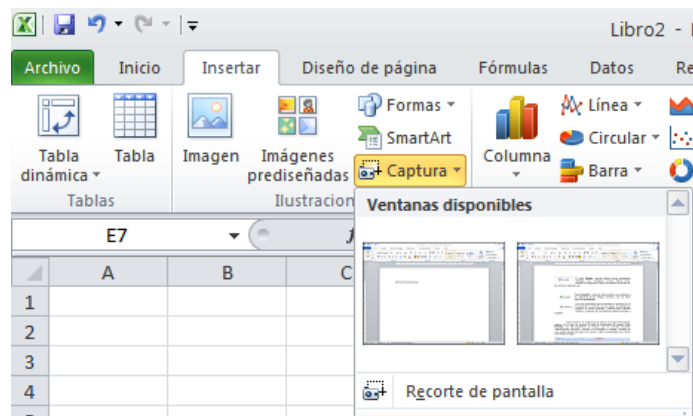 Libro2 -
Archivo Inicio Insertar Diseño de página Fórmulas Datos Re
Formas Línea
SmartArt Circular
Tabla dinámica Tabla Imagen Imágenes prediseñadas Captura Columna Barra
Tablas Ilustracion
Ventanas disponibles
E7
A B C
1
2
3
4
Recorte de pantalla